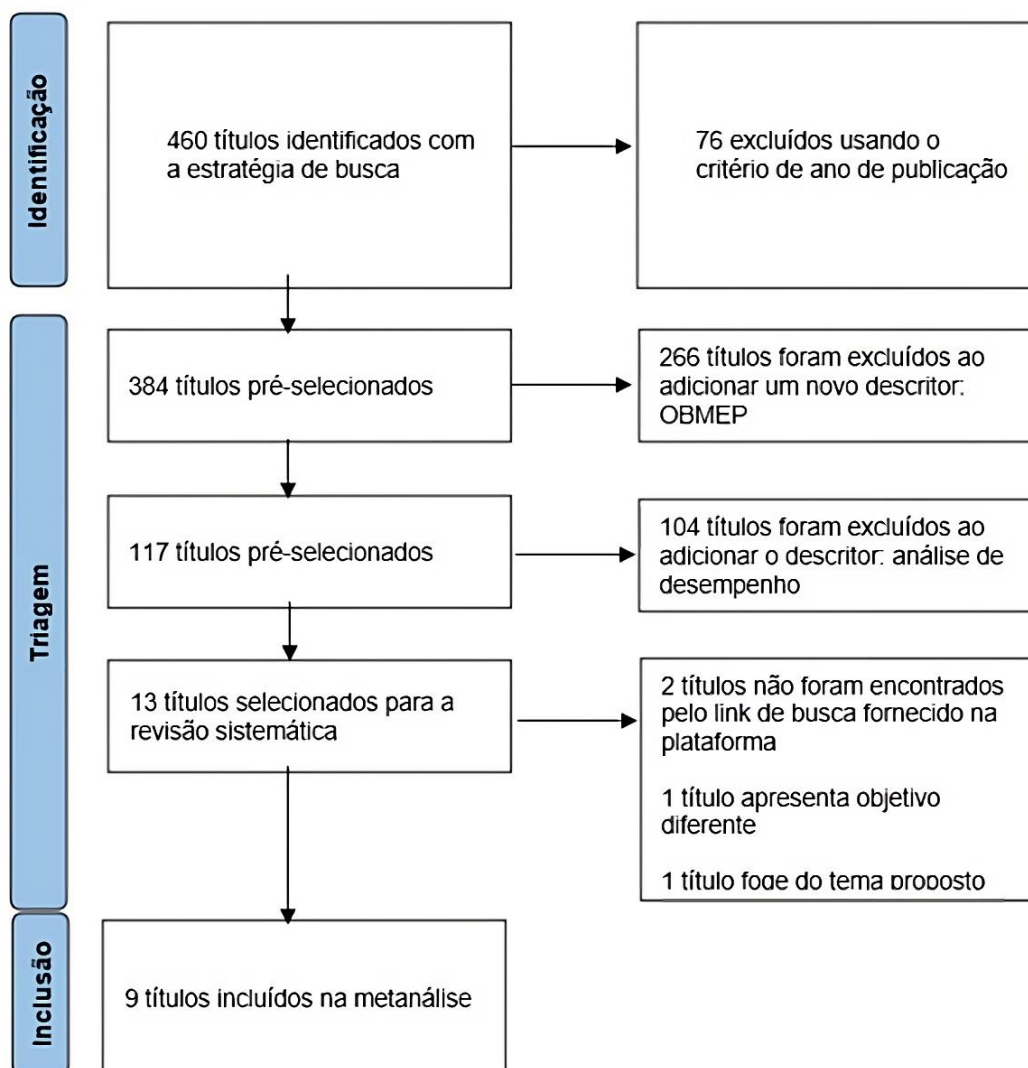 Identificação
460 títulos identificados com
a estratégia de busca
76 excluídos usando o
critério de ano de publicação
Triagem
384 títulos pré-selecionados
266 títulos foram excluídos ao
adicionar um novo descritor:
OBMEP
117 títulos pré-selecionados
104 títulos foram excluídos ao
adicionar o descritor: análise de
desempenho
13 títulos selecionados para a
revisão sistemática
2 títulos não foram encontrados
pelo link de busca fornecido na
plataforma
1 título apresenta objetivo
diferente
1 título foge do tema proposto
Inclusão
9 títulos incluídos na metanálise